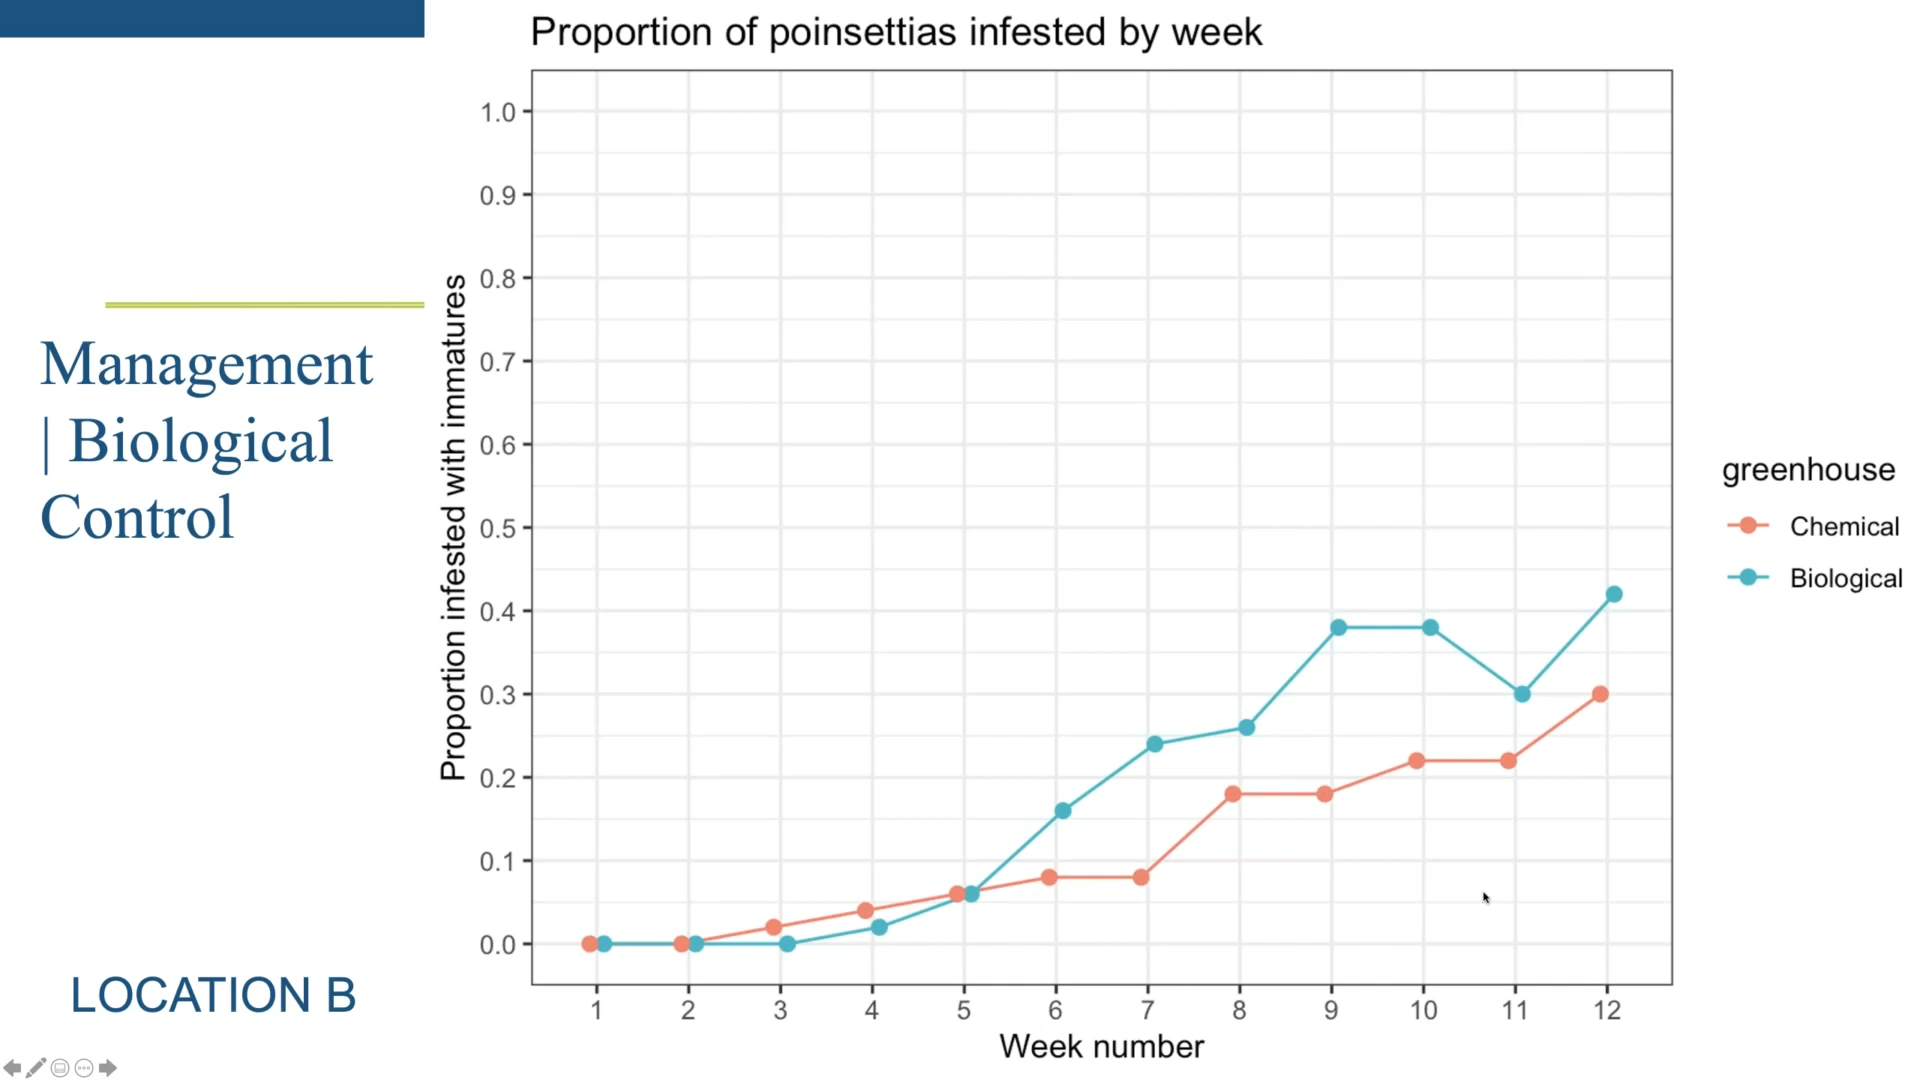 Proportion of poinsettias infested by week
Management
| Biological
Control
LOCATION B
Proportion infested with immatures
1.0
0.9
0.8
0.7
0.6
0.5
0.4
0.3
0.2
0.1
0.0
1 2 3 4 5 6 7 8 9 10 11 12
Week number
greenhouse
Chemical
Biological